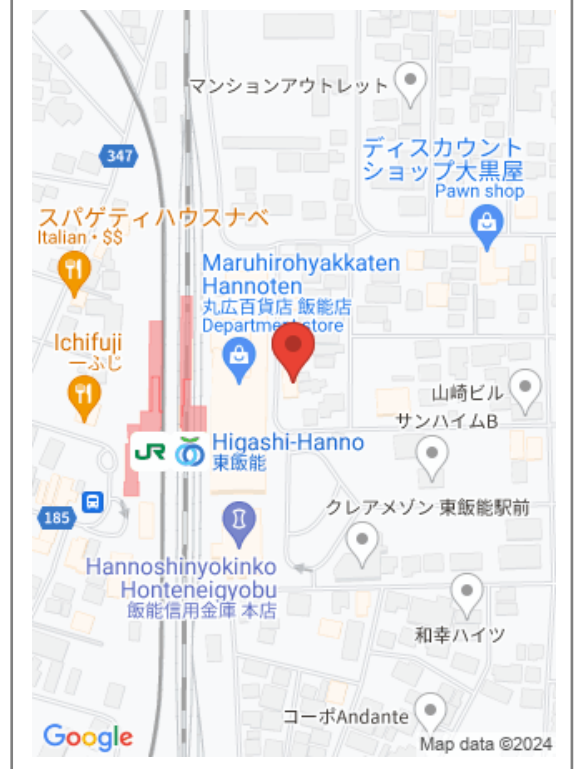 マンションアウトレット
347
ディスカウント
ショップ大黒屋
Pawn shop
スパゲティハウスナベ
Italian・$$
Maruhirohyakkaten
Hannoten
丸広百貨店 飯能店
Department store
Ichifuji
一ふじ
山崎ビル
サンハイムB
JR
Higashi-Hanno
東飯能
185
クレアメゾン 東飯能駅前
Hannoshinyokinko
Honteneigyobu
飯能信用金庫 本店
和幸ハイツ
コーポAndante
Google
Map data ©2024